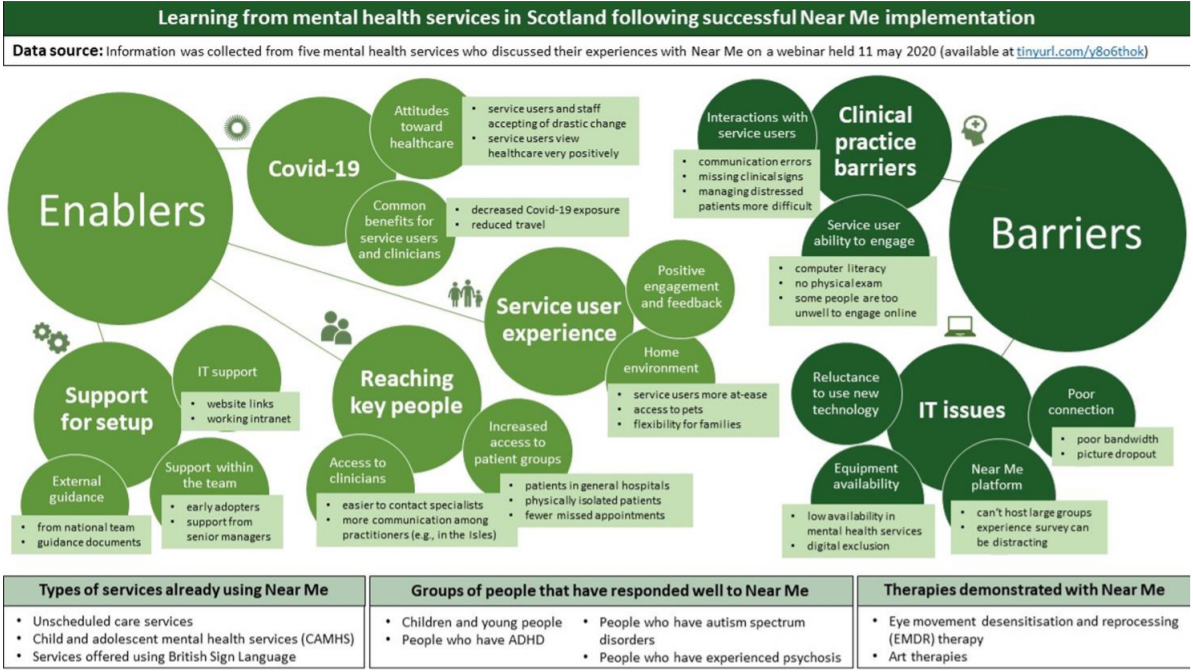 Learning from mental health services in Scotland following successful Near Me implementation
Data source: Information was collected from five mental health services who discussed their experiences with Near Me on a webinar held 11 may 2020 (available at tinyurl.com/y8o6thok)
Enablers
Covid-19
Attitudes
toward
healthcare
• service users and staff
accepting of drastic change
• service users view
healthcare very positively
Common
benefits for
service users
and clinicians
• decreased Covid-19 exposure
• reduced travel
Service user
experience
Positive
engagement
and feedback
Home
environment
• service users more at-ease
• access to pets
• flexibility for families
Reaching
key people
Increased
access to
patient groups
• patients in general hospitals
• physically isolated patients
• fewer missed appointments
Access to
clinicians
• easier to contact specialists
• more communication among
practitioners (e.g., in the Isles)
Support
for setup
IT support
• website links
• working intranet
Support within
the team
• early adopters
• support from
senior managers
External
guidance
• from national team
• guidance documents
Barriers
Clinical
practice
barriers
Interactions with
service users
• communication errors
• missing clinical signs
• managing distressed
patients more difficult
Service user
ability to engage
• computer literacy
• no physical exam
• some people are too
unwell to engage online
IT issues
Reluctance
to use new
technology
Poor
connection
• poor bandwidth
• picture dropout
Equipment
availability
• low availability in
mental health services
• digital exclusion
Near Me
platform
• can't host large groups
• experience survey can
be distracting
Types of services already using Near Me
• Unscheduled care services
• Child and adolescent mental health services (CAMHS)
• Services offered using British Sign Language
Groups of people that have responded well to Near Me
• Children and young people
• People who have ADHD
• People who have autism spectrum
disorders
• People who have experienced psychosis
Therapies demonstrated with Near Me
• Eye movement desensitisation and reprocessing
(EMDR) therapy
• Art therapies